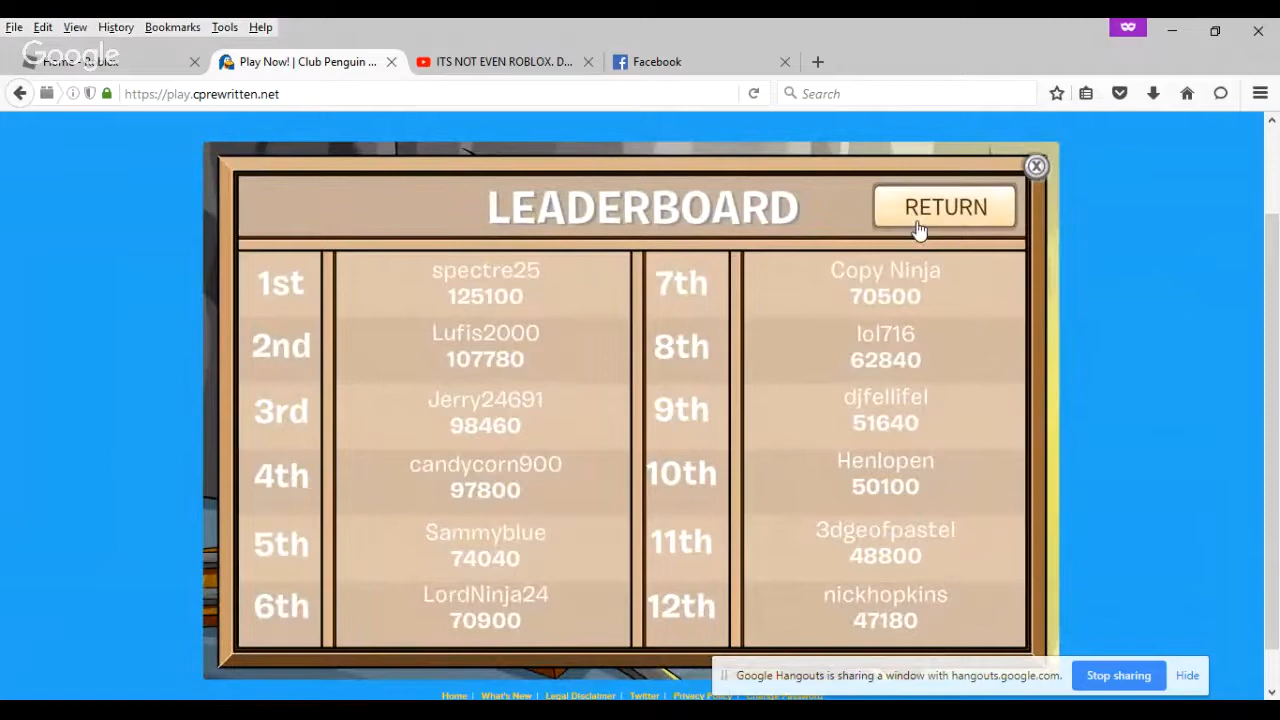 File Edit View History Bookmarks Tools Help
Google
Play Now! | Club Penguin ... ITS NOT EVEN ROBLOX. D... Facebook
https://play.cprewritten.net Search
LEADERBOARD
RETURN
1st
spectre25
125100
2nd
Lufis2000
107780
3rd
Jerry24691
98460
4th
candycorn900
97800
5th
Sammyblue
74040
6th
LordNinja24
70900
7th
Copy Ninja
70500
8th
lol716
62840
9th
djfellifel
51640
10th
Henlopen
50100
11th
3dgeofpastel
48800
12th
nickhopkins
47180
Google Hangouts is sharing a window with hangouts.google.com. Stop sharing Hide
Home | What's New | Legal Disclaimer | Twitter | Privacy Policy | Change Password